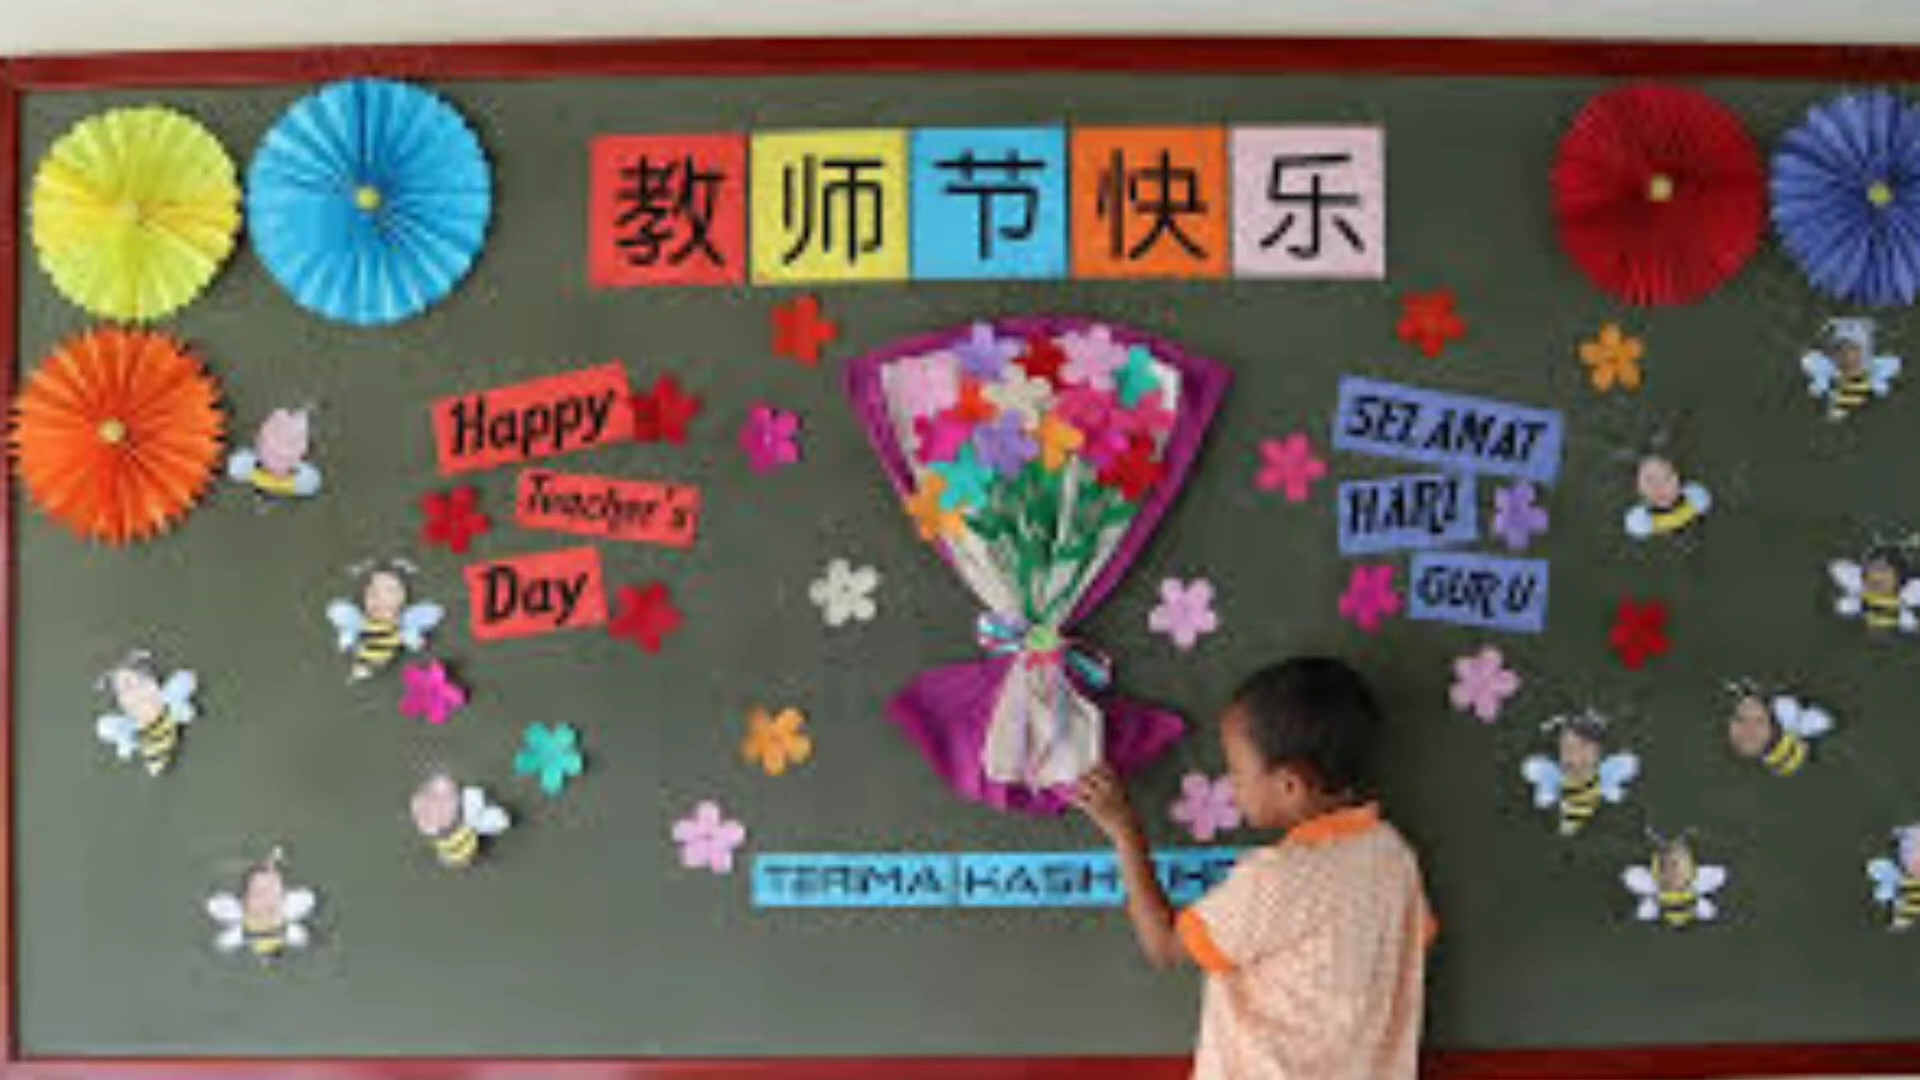 教师节快乐
Happy
Teacher's
Day
SELAMAT
HARI
GURU
TERIMA KASIH